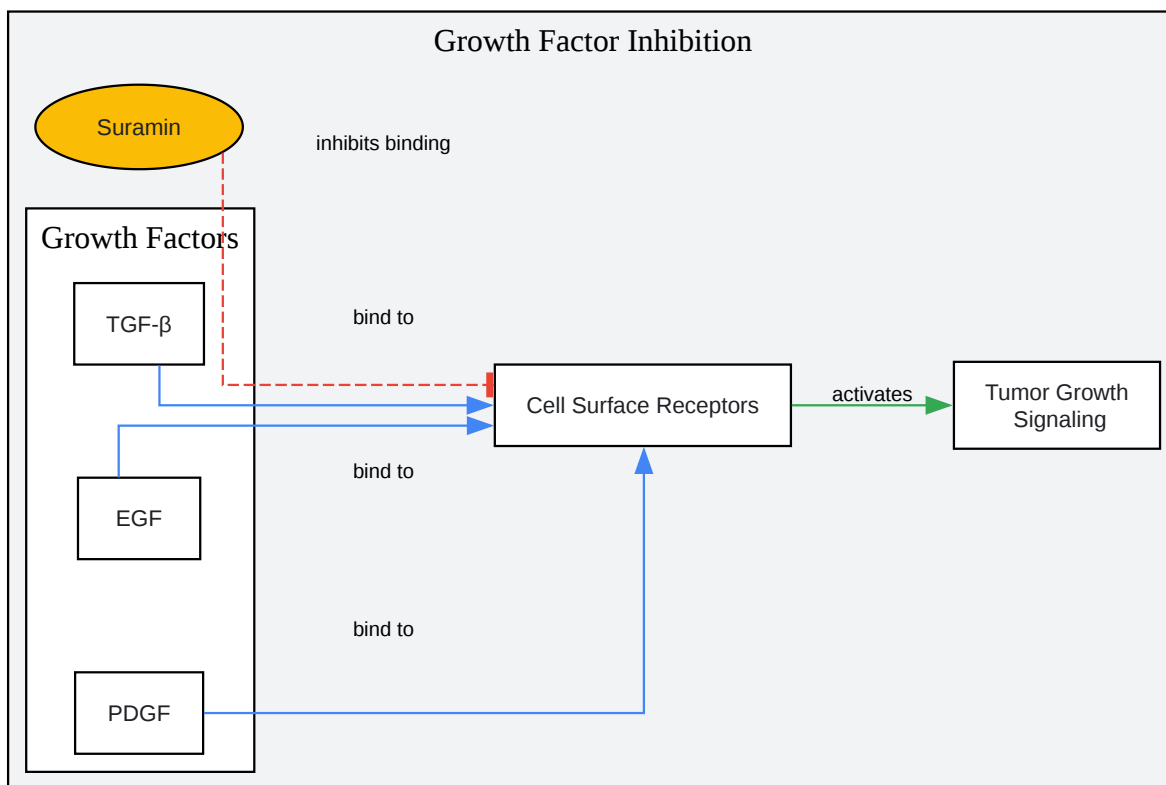 Growth Factor Inhibition
Suramin
inhibits binding
Growth Factors
TGF-β
bind to
Cell Surface Receptors
activates
Tumor Growth
Signaling
bind to
EGF
bind to
PDGF